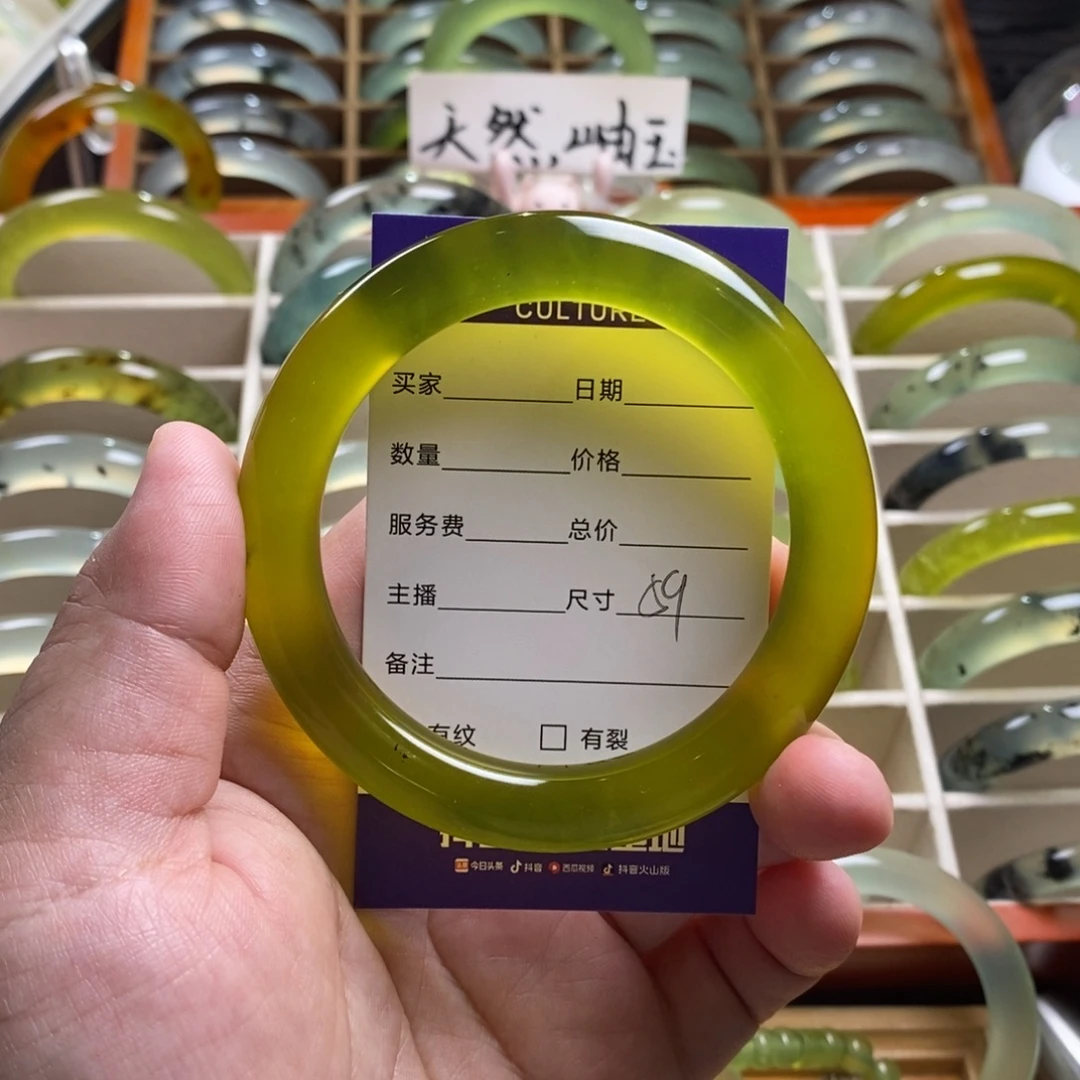 天然岫玉
CULTURE
买家 日期
数量 价格
服务费 总价
主播 尺寸 59
备注
有纹 □ 有裂
今日头条 抖音 西瓜视频 抖音火山版